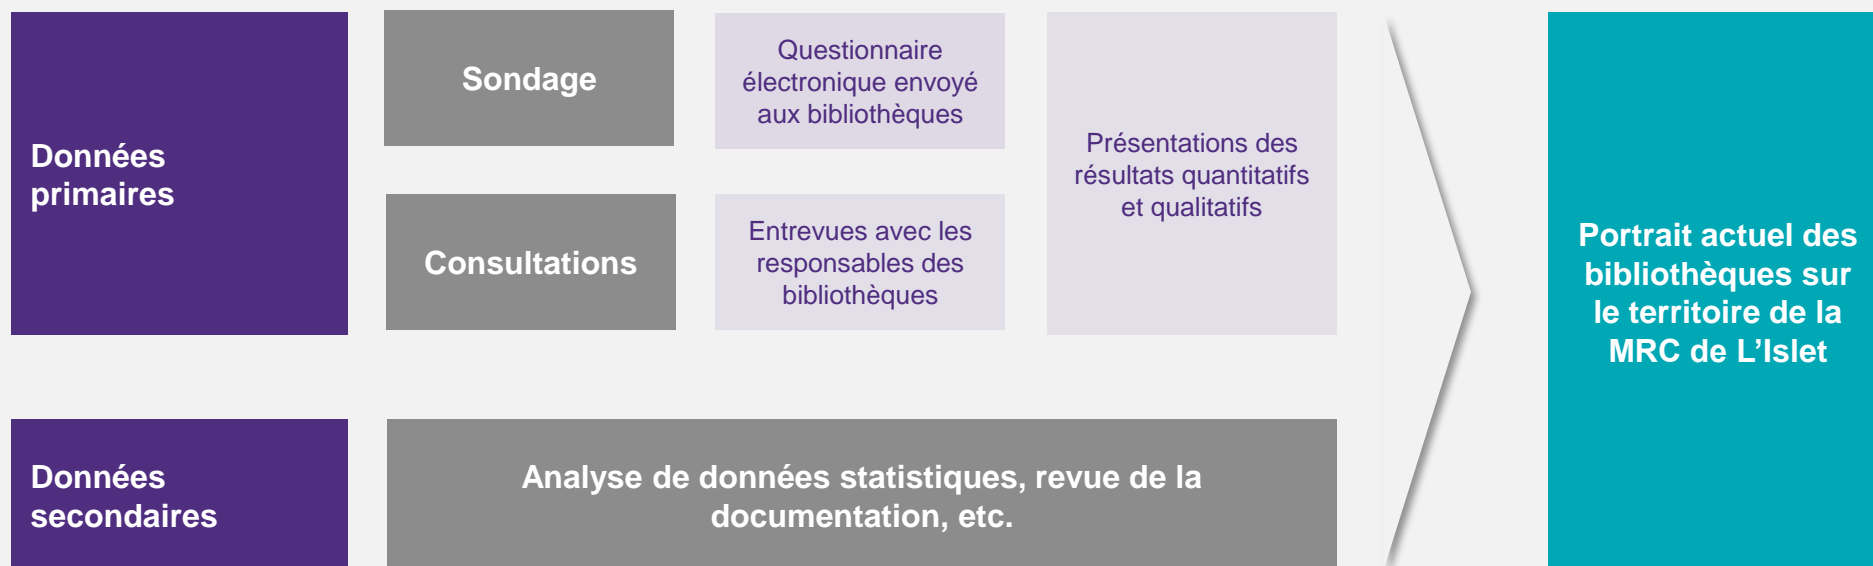 Données
primaires
Sondage
Questionnaire
électronique envoyé
aux bibliothèques
Consultations
Entrevues avec les
responsables des
bibliothèques
Présentations des
résultats quantitatifs
et qualitatifs
Données
secondaires
Analyse de données statistiques, revue de la
documentation, etc.
Portrait actuel des
bibliothèques sur
le territoire de la
MRC de L’Islet